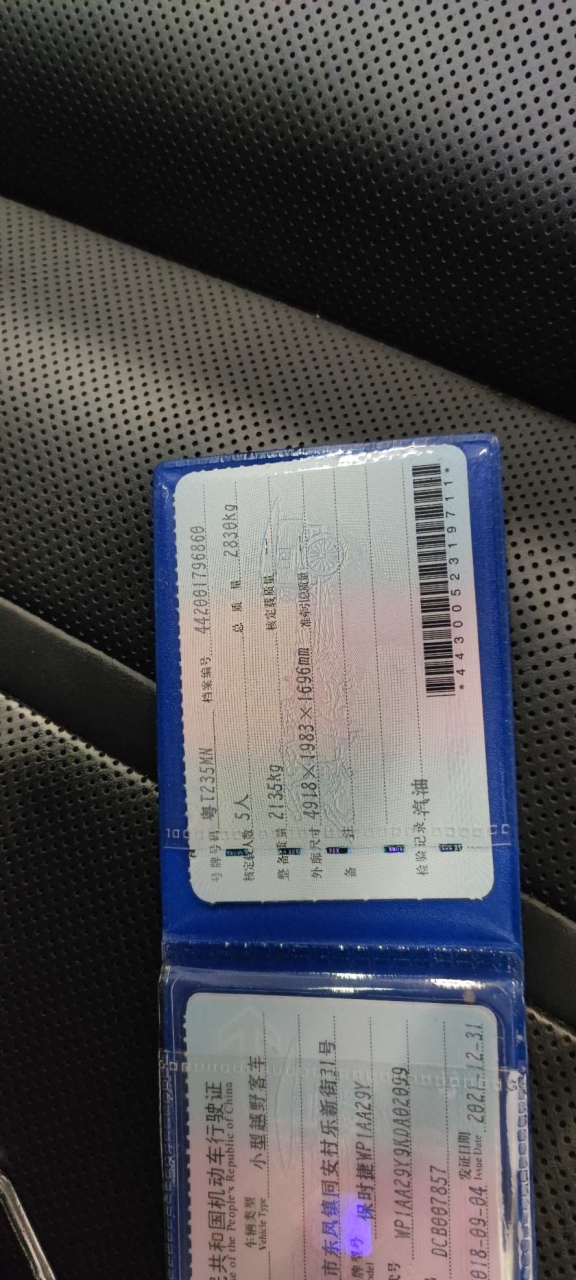 号牌号码 粤T235MN 档案编号 442001796860
核定载人数 5人 总质量 2830kg
整备质量 2135kg 核定载质量
外廓尺寸 4918×1983×1696mm 准牵引总质量
备注
检验记录 汽油
*4430052319711*
共和国机动车行驶证
of the People's Republic of China
车辆类型 小型越野客车
Vehicle Type
市东凤镇同安村乐新街31号
牌型号 保时捷WP1AA29Y
WP1AA29Y9KDA02099
DCB007857
018-09-04 发证日期 2021-12-31
Issue Date